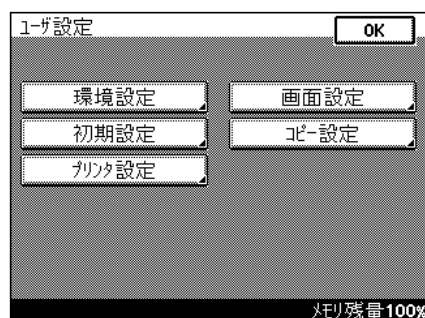 ﾕｰｻﾞ設定
OK
環境設定
画面設定
初期設定
ｺﾋﾟｰ設定
ﾌﾟﾘﾝﾀ設定
ﾒﾓﾘ残量100%